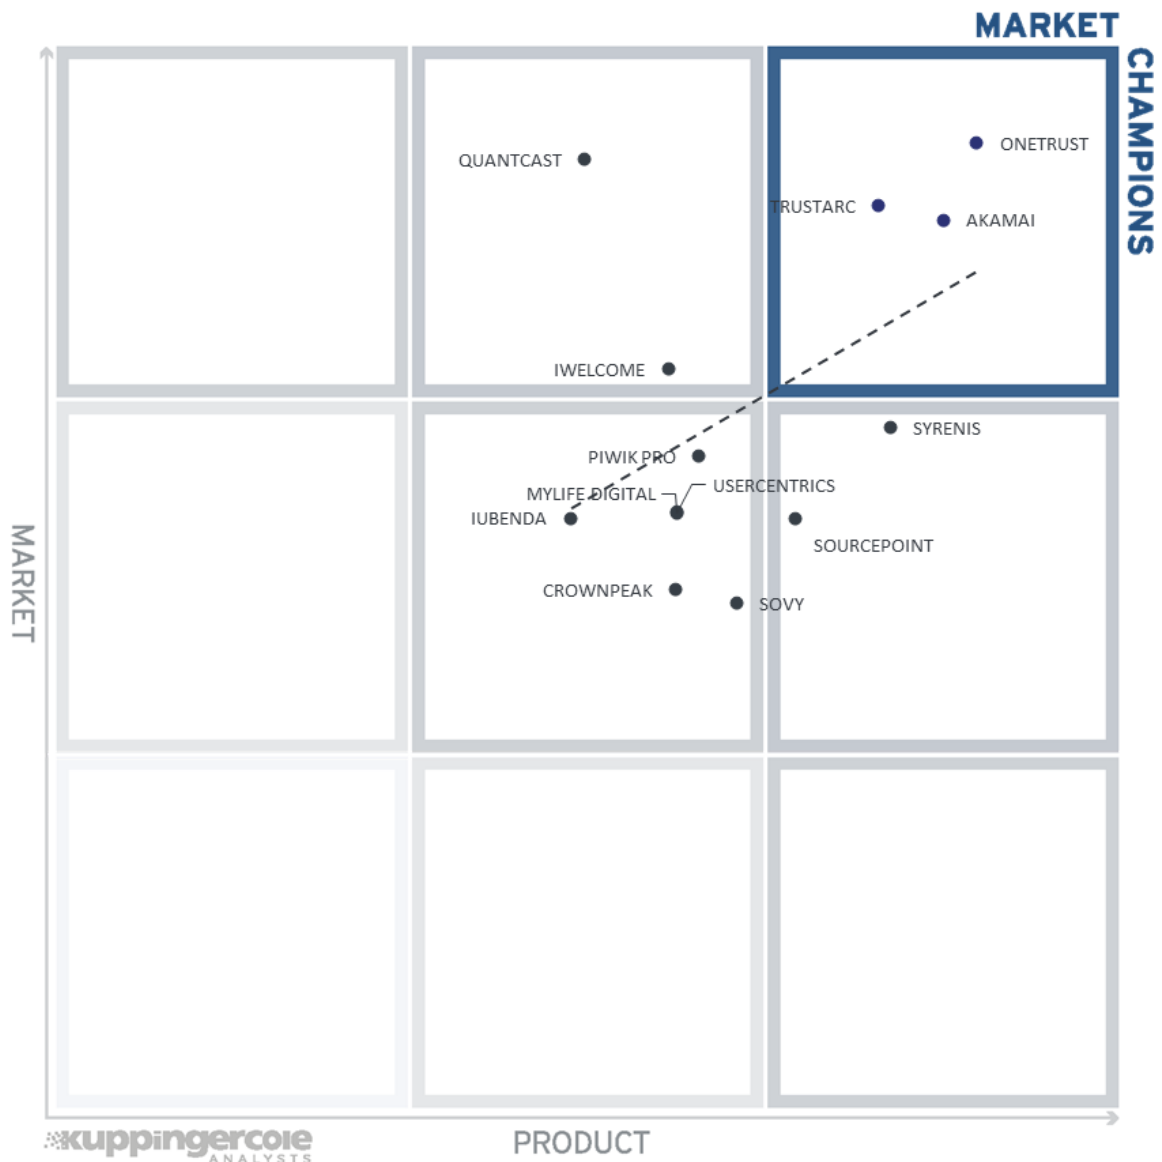 MARKET
CHAMPIONS
ONETRUST
QUANTCAST
TRUSTARC
AKAMAI
IWELCOME
SYRENIS
PIWIK PRO
USERCENTRICS
MYLIFE DIGITAL
IUBENDA
SOURCEPOINT
CROWNPEAK
SOVY
MARKET
PRODUCT
kuppingercole
ANALYSTS